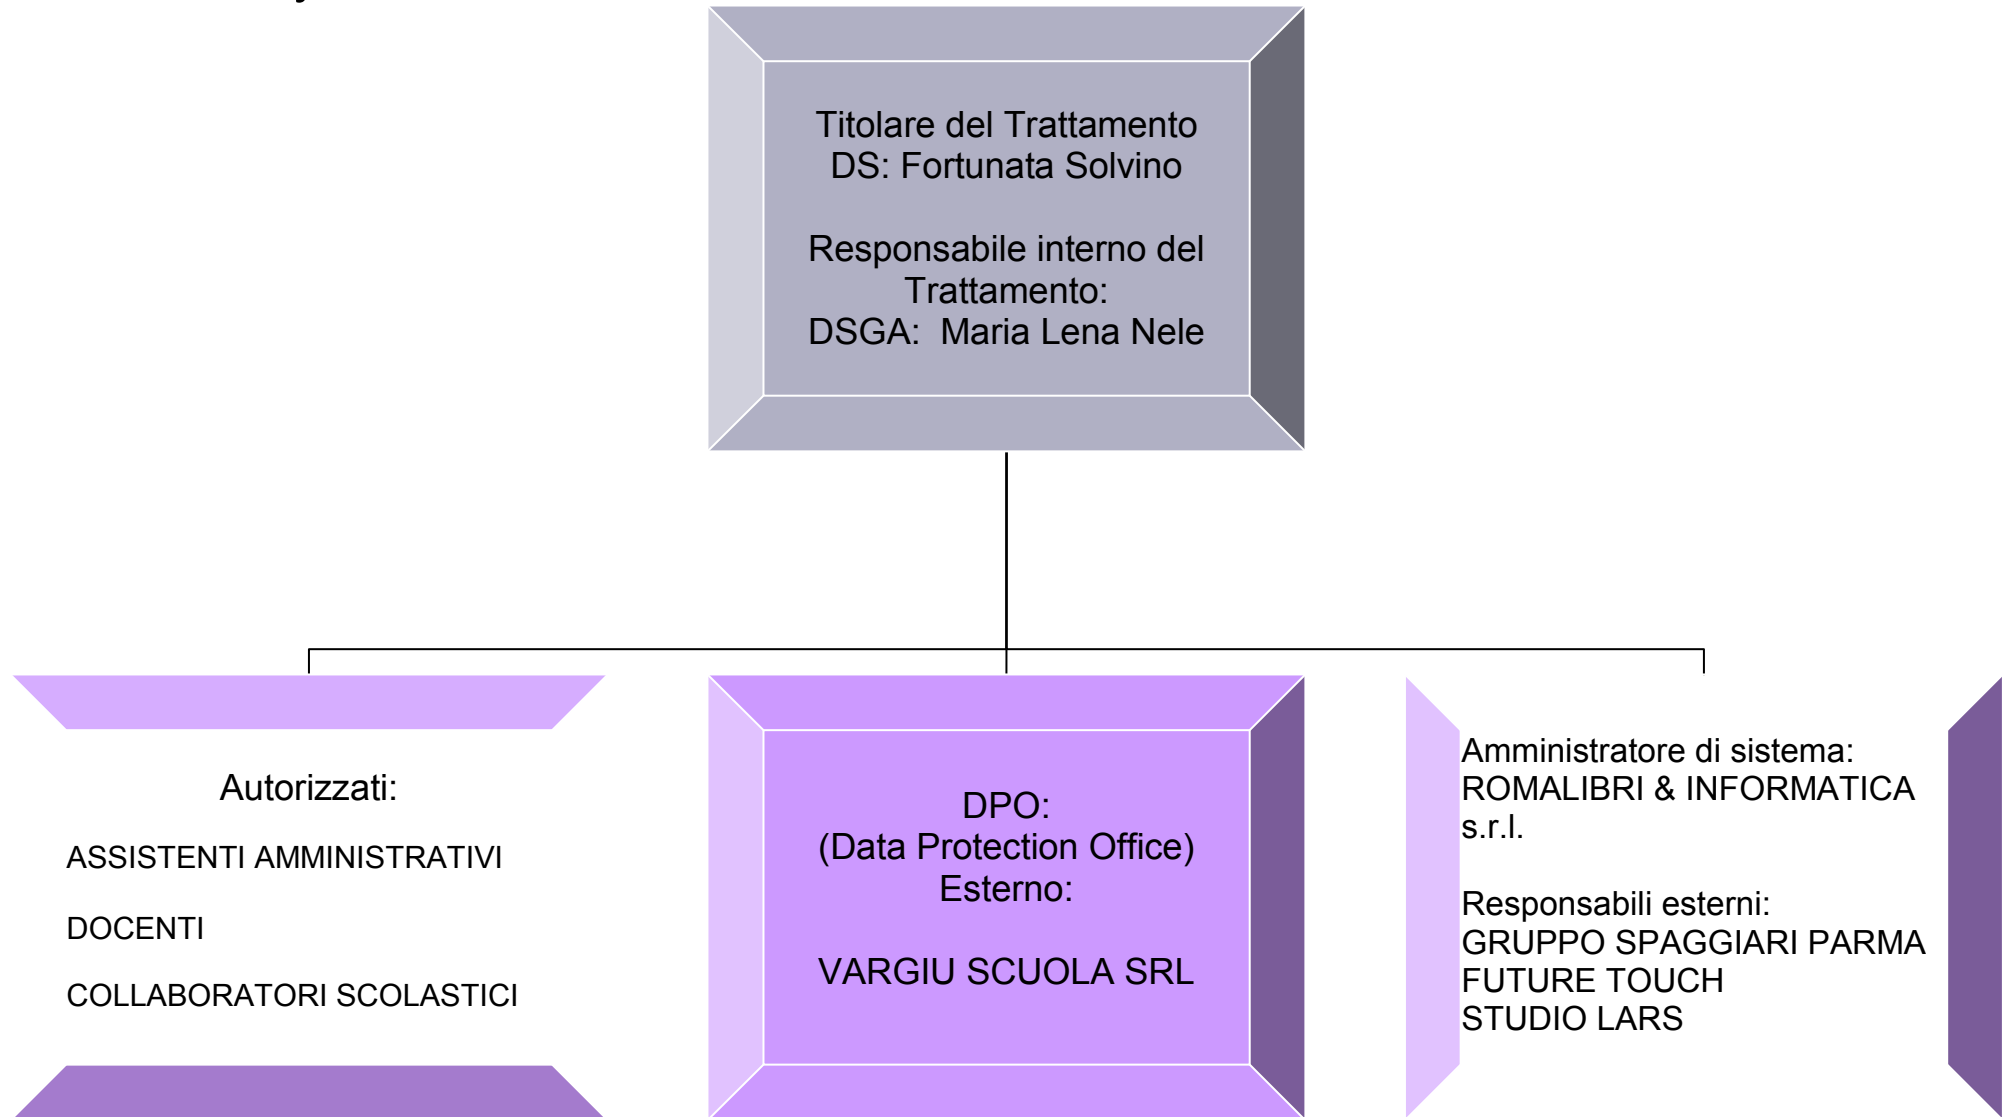 Titolare del Trattamento
DS: Fortunata Solvino
Responsabile interno del
Trattamento:
DSGA:  Maria Lena Nele
Autorizzati:
ASSISTENTI AMMINISTRATIVI
DOCENTI
COLLABORATORI SCOLASTICI
DPO:
(Data Protection Office)
Esterno:
VARGIU SCUOLA SRL
Amministratore di sistema:
ROMALIBRI & INFORMATICA
s.r.l.
Responsabili esterni:
GRUPPO SPAGGIARI PARMA
FUTURE TOUCH
STUDIO LARS